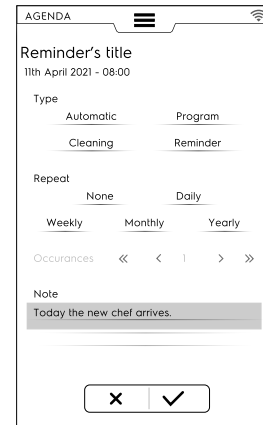 AGENDA
Reminder's title
11th April 2021 - 08:00
Type
Automatic Program
Cleaning Reminder
Repeat
None Daily
Weekly Monthly Yearly
Occurances « < 1 > »
Note
Today the new chef arrives.